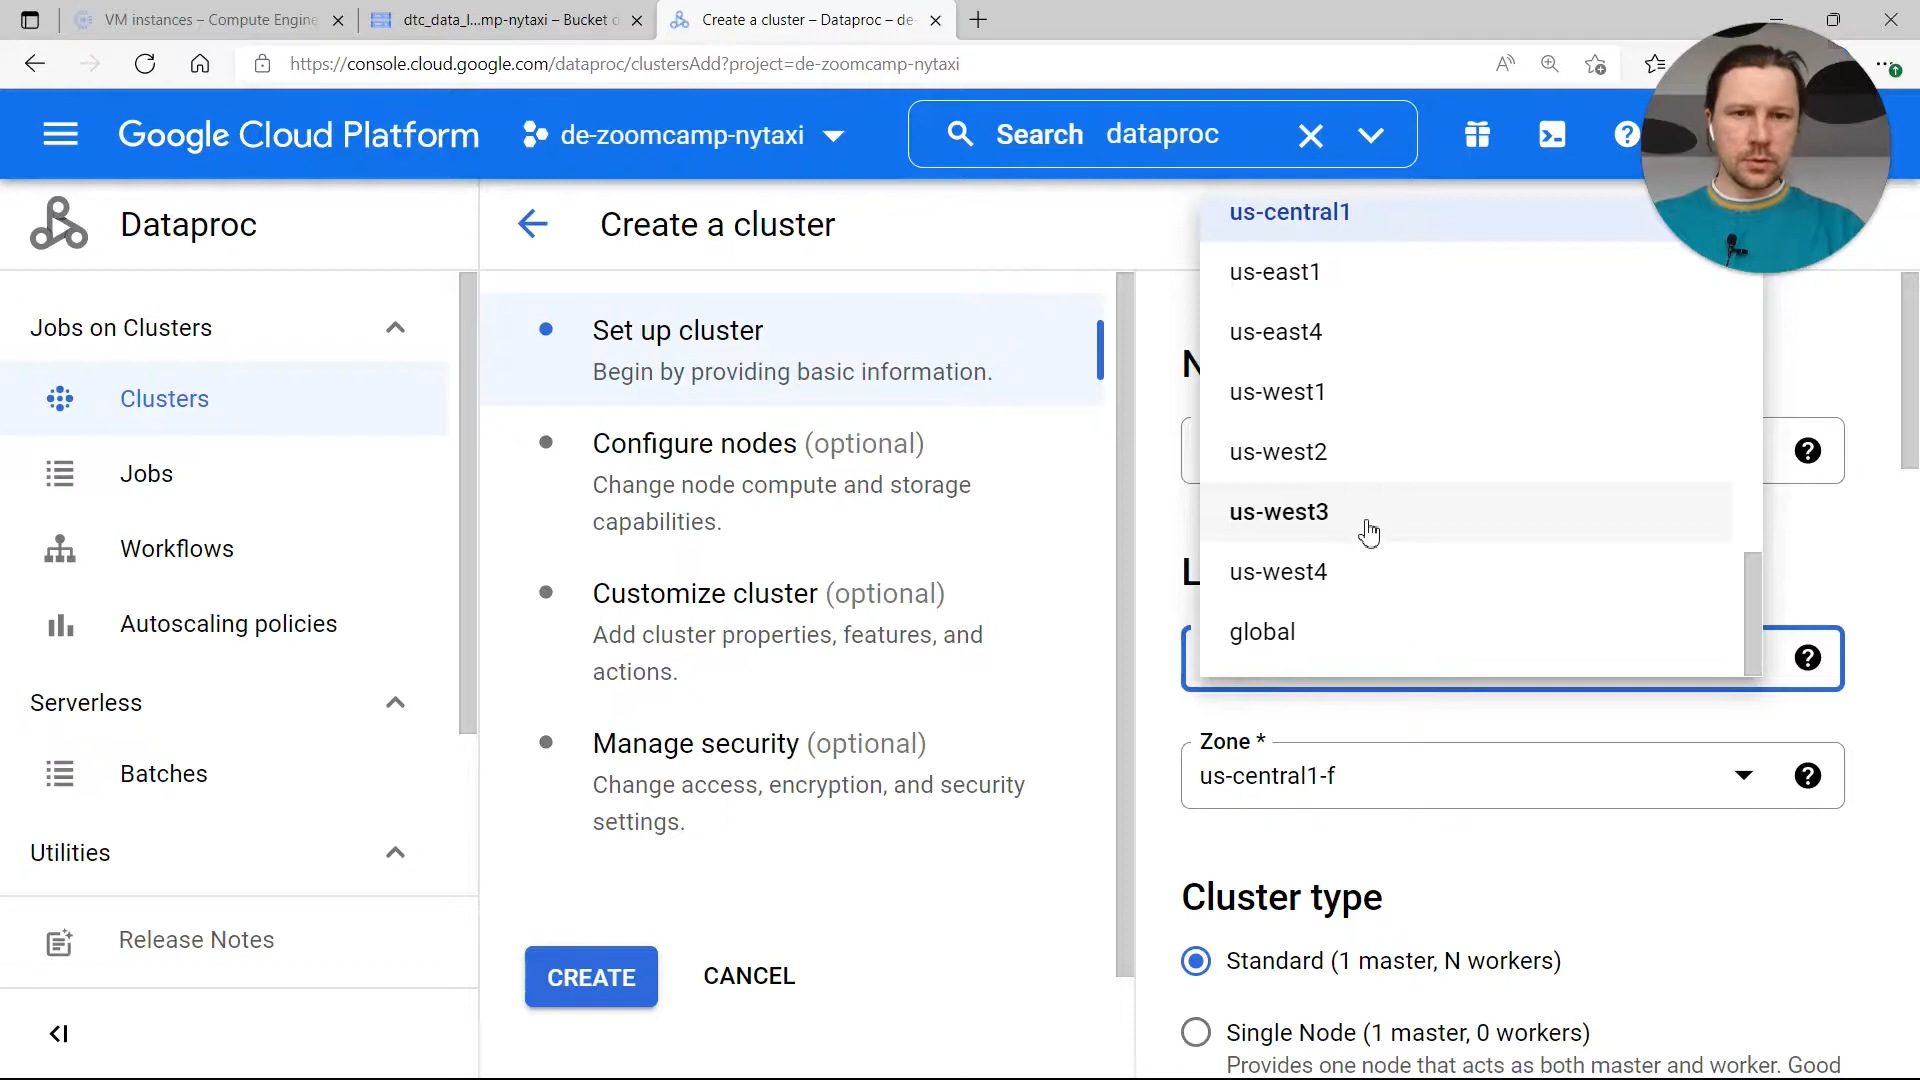 VM instances – Compute Engine
dtc_data_l...mp-nytaxi – Bucket d
Create a cluster – Dataproc – de-
https://console.cloud.google.com/dataproc/clustersAdd?project=de-zoomcamp-nytaxi
Google Cloud Platform
de-zoomcamp-nytaxi
Search dataproc
Dataproc
Create a cluster
Jobs on Clusters
Clusters
Jobs
Workflows
Autoscaling policies
Serverless
Batches
Utilities
Release Notes
Set up cluster
Begin by providing basic information.
Configure nodes (optional)
Change node compute and storage
capabilities.
Customize cluster (optional)
Add cluster properties, features, and
actions.
Manage security (optional)
Change access, encryption, and security
settings.
CREATE
CANCEL
us-central1
us-east1
us-east4
us-west1
us-west2
us-west3
us-west4
global
Zone *
us-central1-f
Cluster type
Standard (1 master, N workers)
Single Node (1 master, 0 workers)
Provides one node that acts as both master and worker. Good